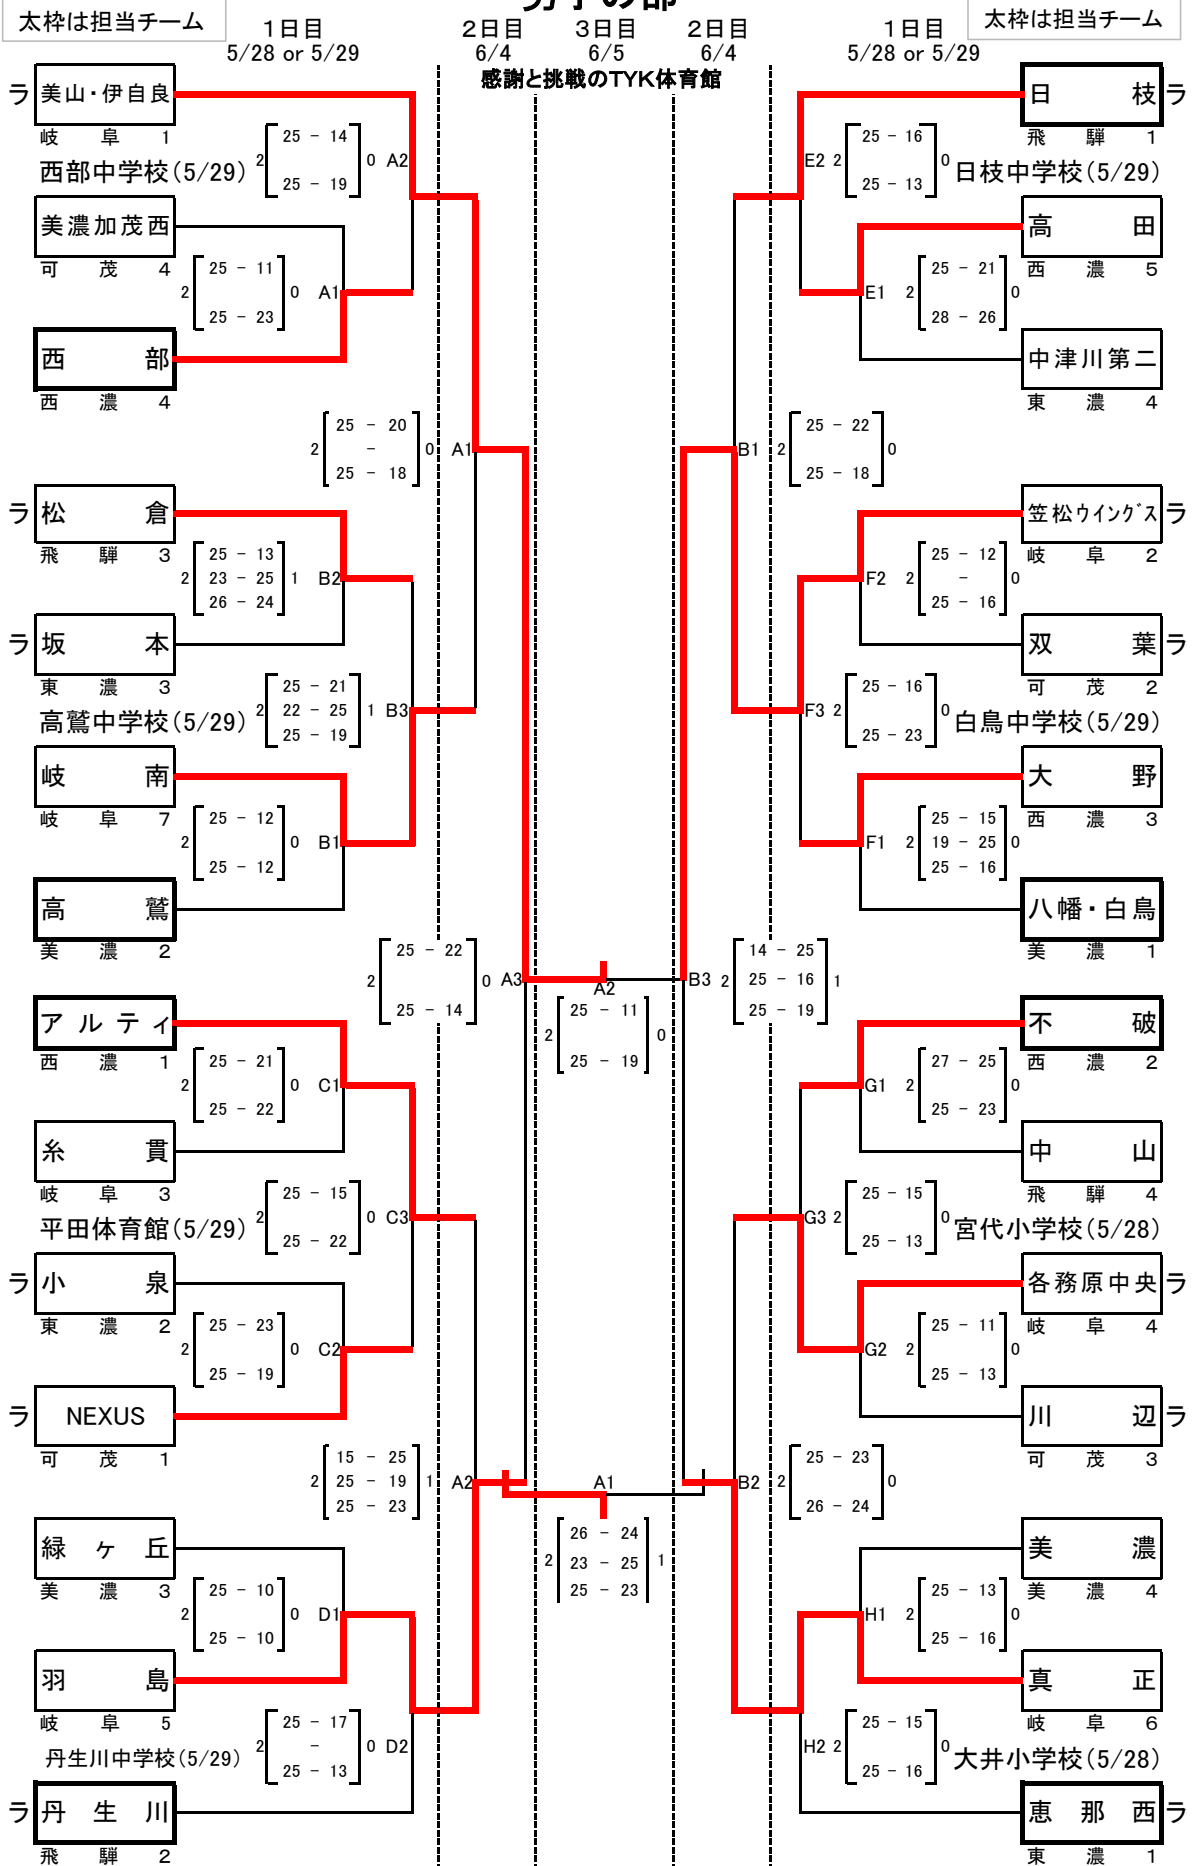 男子の部
太枠は担当チーム
1日目
5/28 or 5/29
2日目
6/4
3日目
6/5
2日目
6/4
1日目
5/28 or 5/29
太枠は担当チーム
感謝と挑戦のTYK体育館
ラ 美山・伊自良
岐阜1
25 - 14
2 0 A2
25 - 19
西部中学校(5/29)
美濃加茂西
可茂4
25 - 11
2 0 A1
25 - 23
西部
西濃4
25 - 20
2 - 0 A1
25 - 18
ラ 松倉
飛騨3
25 - 13
2 23 - 25 1 B2
26 - 24
ラ 坂本
東濃3
25 - 21
2 22 - 25 1 B3
25 - 19
高鷲中学校(5/29)
岐南
岐阜7
25 - 12
2 0 B1
25 - 12
高鷲
美濃2
25 - 22
2 0 A3
25 - 14
アルティ
西濃1
25 - 21
2 0 C1
25 - 22
糸貫
岐阜3
25 - 15
2 0 C3
25 - 22
平田体育館(5/29)
ラ 小泉
東濃2
25 - 23
2 0 C2
25 - 19
ラ NEXUS
可茂1
15 - 25
2 25 - 19 1 A2
25 - 23
緑ヶ丘
美濃3
25 - 10
2 0 D1
25 - 10
羽島
岐阜5
25 - 17
2 - 0 D2
25 - 13
丹生川中学校(5/29)
ラ 丹生川
飛騨2
A2
25 - 11
2 0
25 - 19
A1
26 - 24
2 23 - 25 1
25 - 23
日枝 ラ
飛騨1
25 - 16
E2 2 0
25 - 13
日枝中学校(5/29)
高田
西濃5
25 - 21
E1 2 0
28 - 26
中津川第二
東濃4
25 - 22
B1 2 0
25 - 18
笠松ウイングス ラ
岐阜2
25 - 12
F2 2 - 0
25 - 16
双葉 ラ
可茂2
25 - 16
F3 2 0
25 - 23
白鳥中学校(5/29)
大野
西濃3
25 - 15
F1 2 19 - 25 0
25 - 16
八幡・白鳥
美濃1
14 - 25
B3 2 25 - 16 1
25 - 19
不破
西濃2
27 - 25
G1 2 0
25 - 23
中山
飛騨4
25 - 15
G3 2 0
25 - 13
宮代小学校(5/28)
各務原中央 ラ
岐阜4
25 - 11
G2 2 0
25 - 13
川辺 ラ
可茂3
25 - 23
B2 2 0
26 - 24
美濃
美濃4
25 - 13
H1 2 0
25 - 16
真正
岐阜6
25 - 15
H2 2 0
25 - 16
大井小学校(5/28)
恵那西 ラ
東濃1